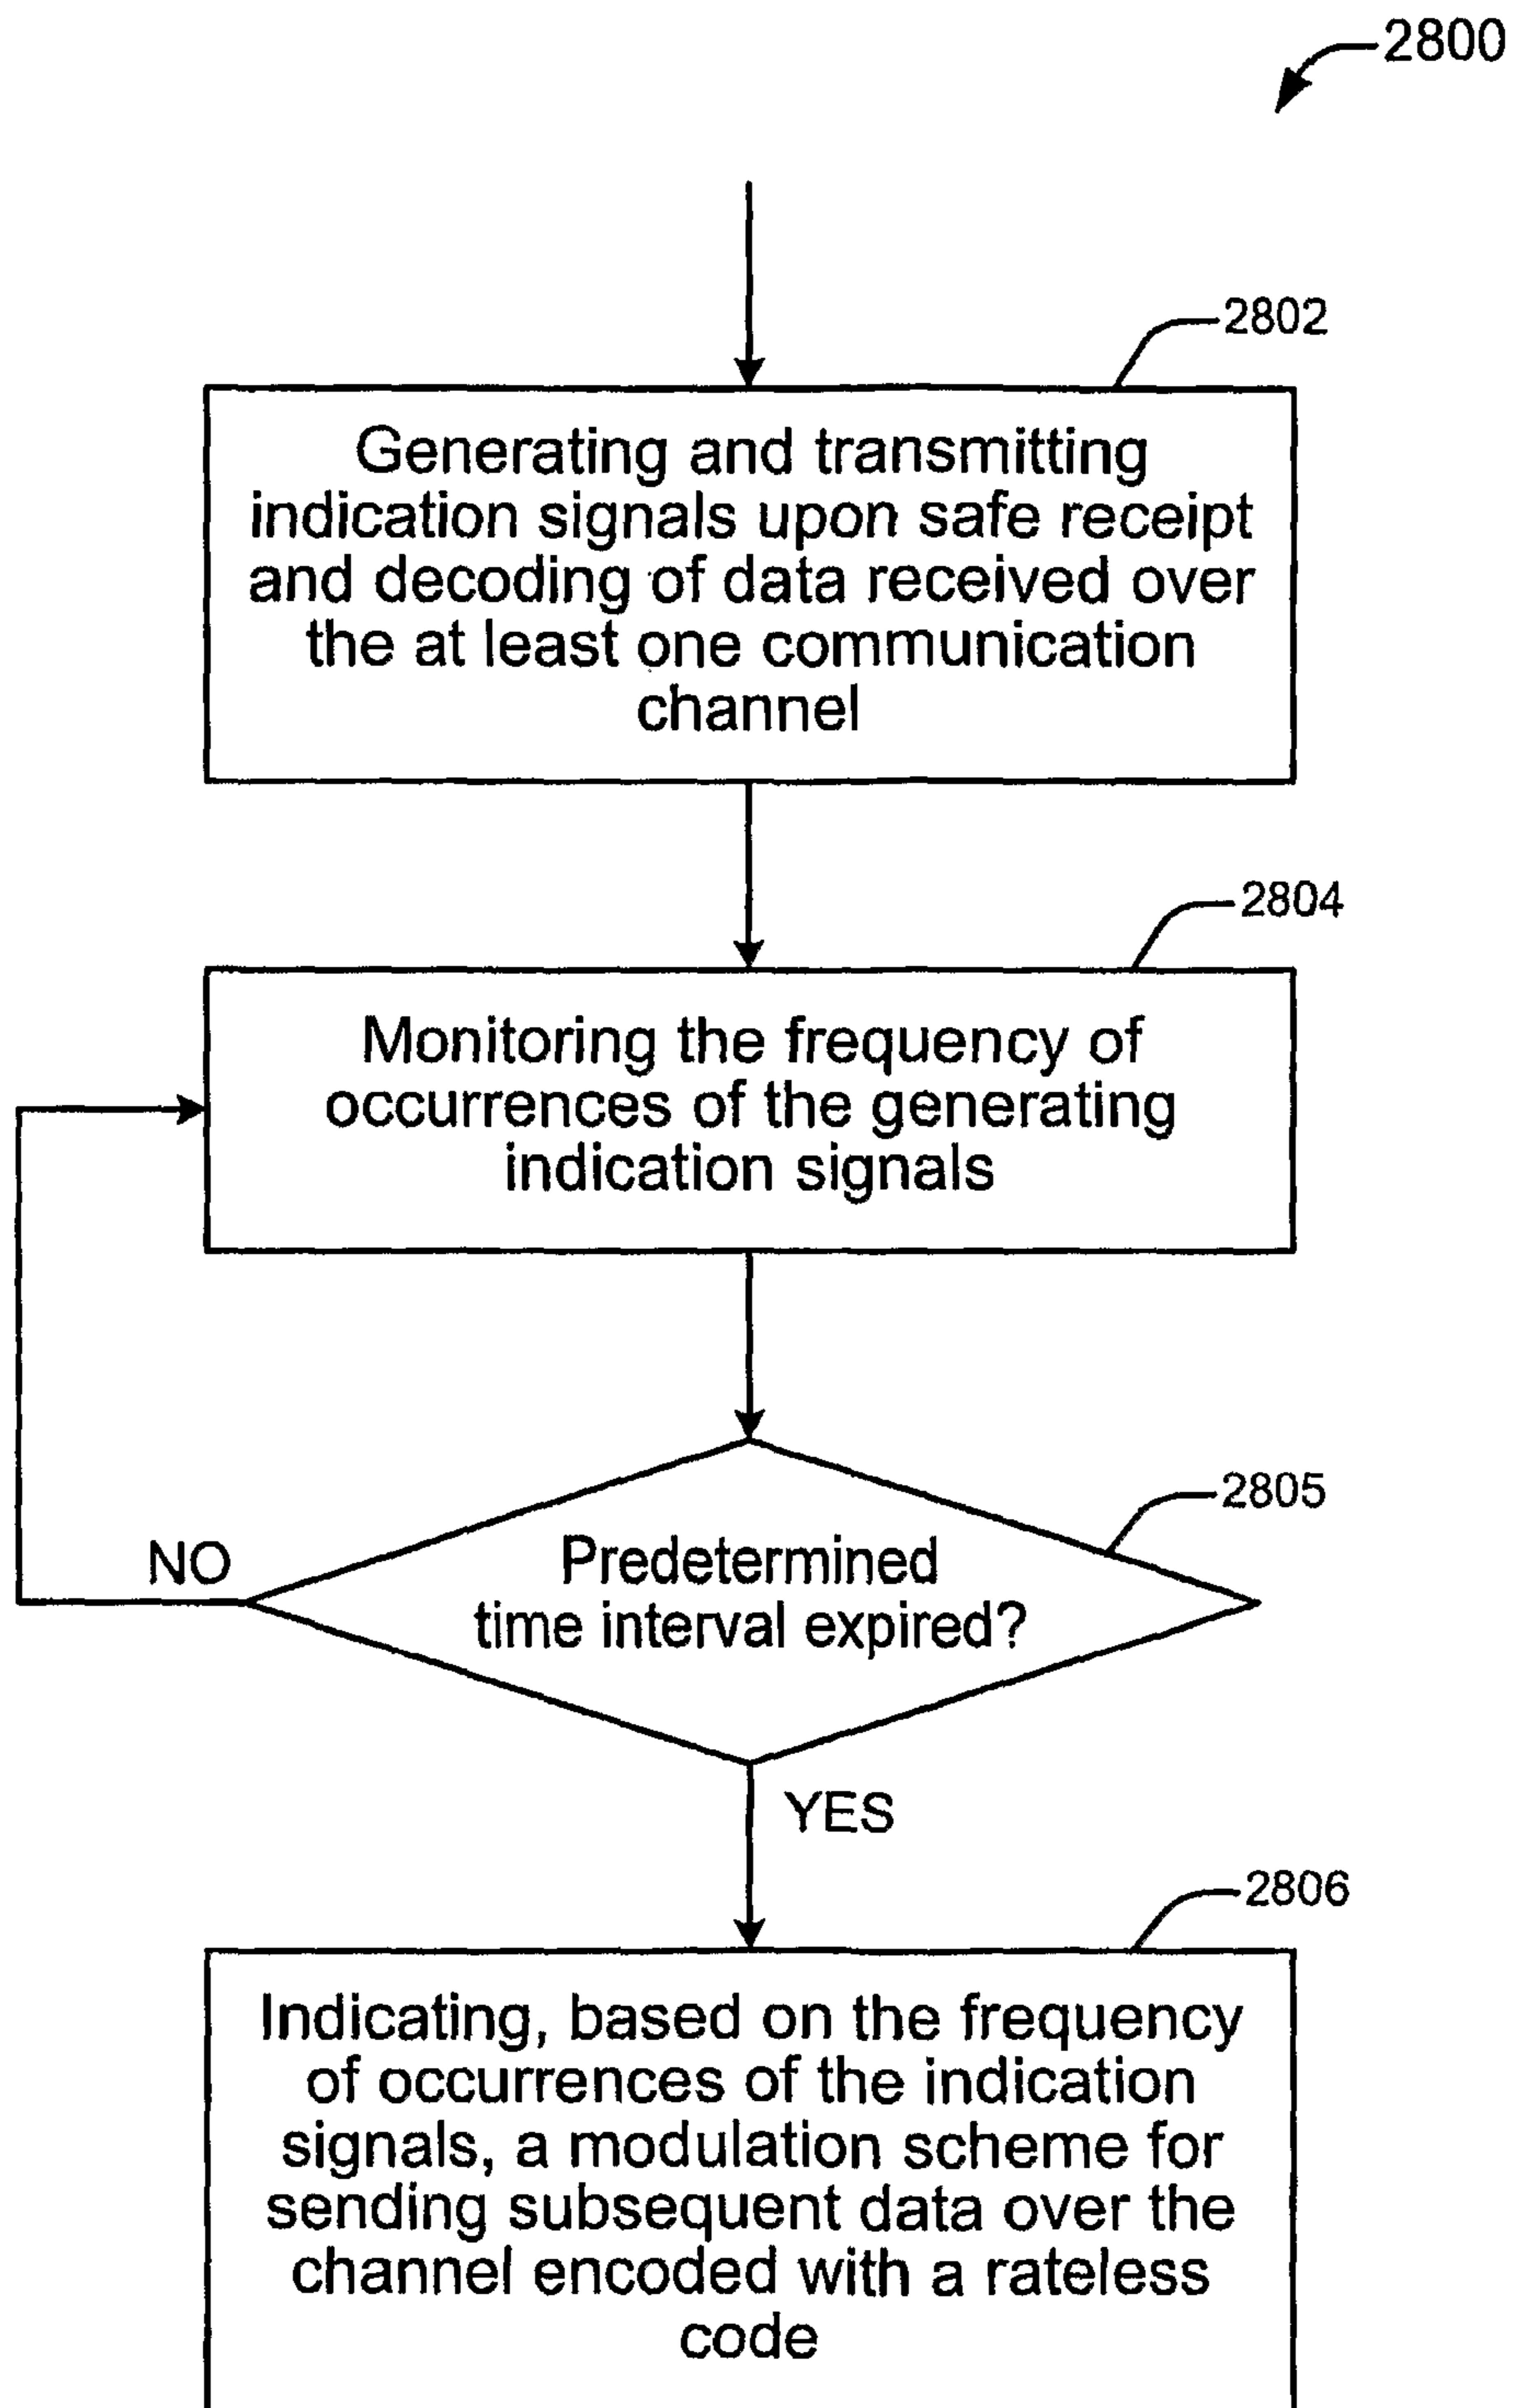 2800
2802
Generating and transmitting
indication signals upon safe receipt
and decoding of data received over
the at least one communication
channel
2804
Monitoring the frequency of
occurrences of the generating
indication signals
2805
Predetermined
time interval expired?
NO
YES
2806
Indicating, based on the frequency
of occurrences of the indication
signals, a modulation scheme for
sending subsequent data over the
channel encoded with a rateless
code